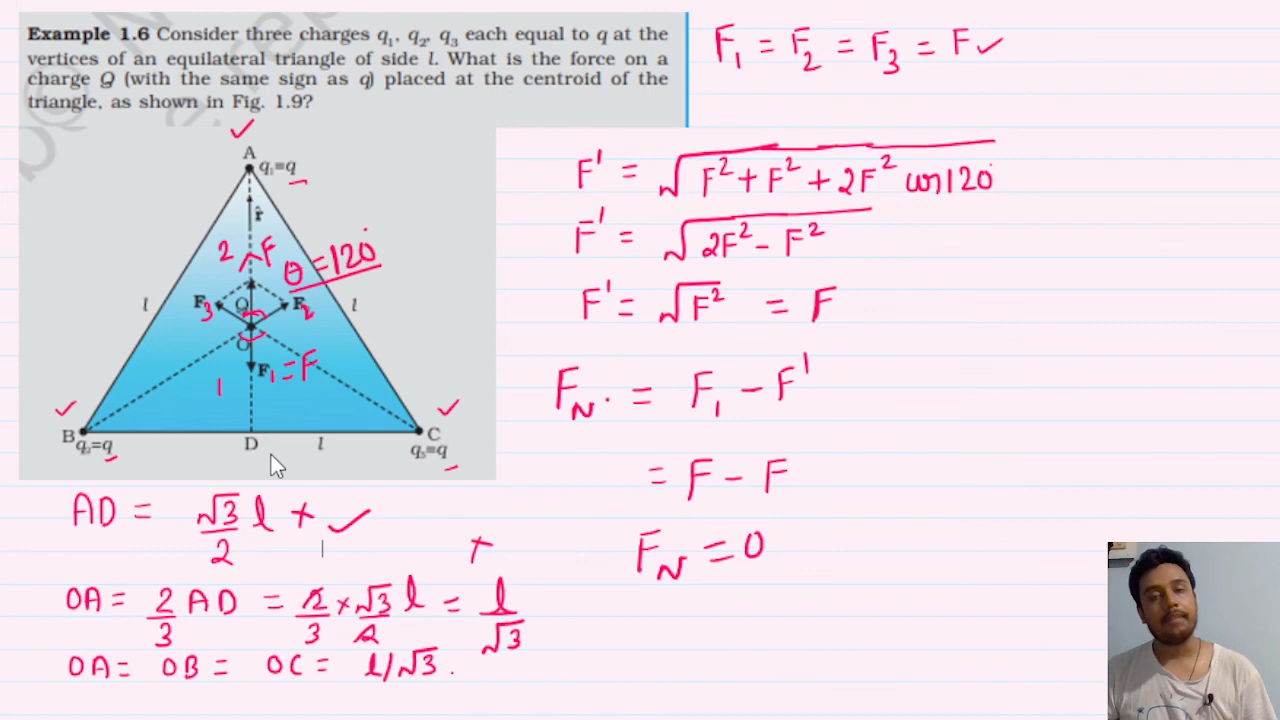 Example 1.6 Consider three charges q₁, q₂, q₃ each equal to q at the
vertices of an equilateral triangle of side l. What is the force on a
charge Q (with the same sign as q) placed at the centroid of the
triangle, as shown in Fig. 1.9?
A
q₁=q
r̂
2 F θ = 120°
l F₃ Q F₂ l
O
1 F₁ = F
B C
q₂=q D l q₃=q
AD = √3/2 l × ✓
OA = 2/3 AD = 2/3 × √3/2 l = l/√3
OA = OB = OC = l/√3.
F₁ = F₂ = F₃ = F ✓
F' = √(F² + F² + 2F² cos120°)
F' = √(2F² - F²)
F' = √F² = F
F_N. = F₁ - F'
= F - F
F_N = 0